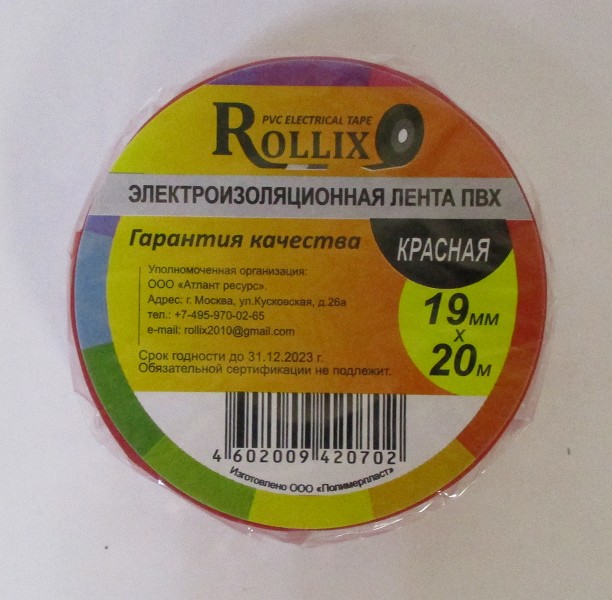 PVC ELECTRICAL TAPE
ROLLIX
ЭЛЕКТРОИЗОЛЯЦИОННАЯ ЛЕНТА ПВХ
Гарантия качества
КРАСНАЯ
Уполномоченная организация:
ООО «Атлант ресурс».
Адрес: г. Москва, ул.Кусковская, д.26а
тел.: +7-495-970-02-65
e-mail: rollix2010@gmail.com
19мм
x
20м
Срок годности до 31.12.2023 г.
Обязательной сертификации не подлежит.
4 602009 420702
Изготовлено ООО «Полимерпласт»